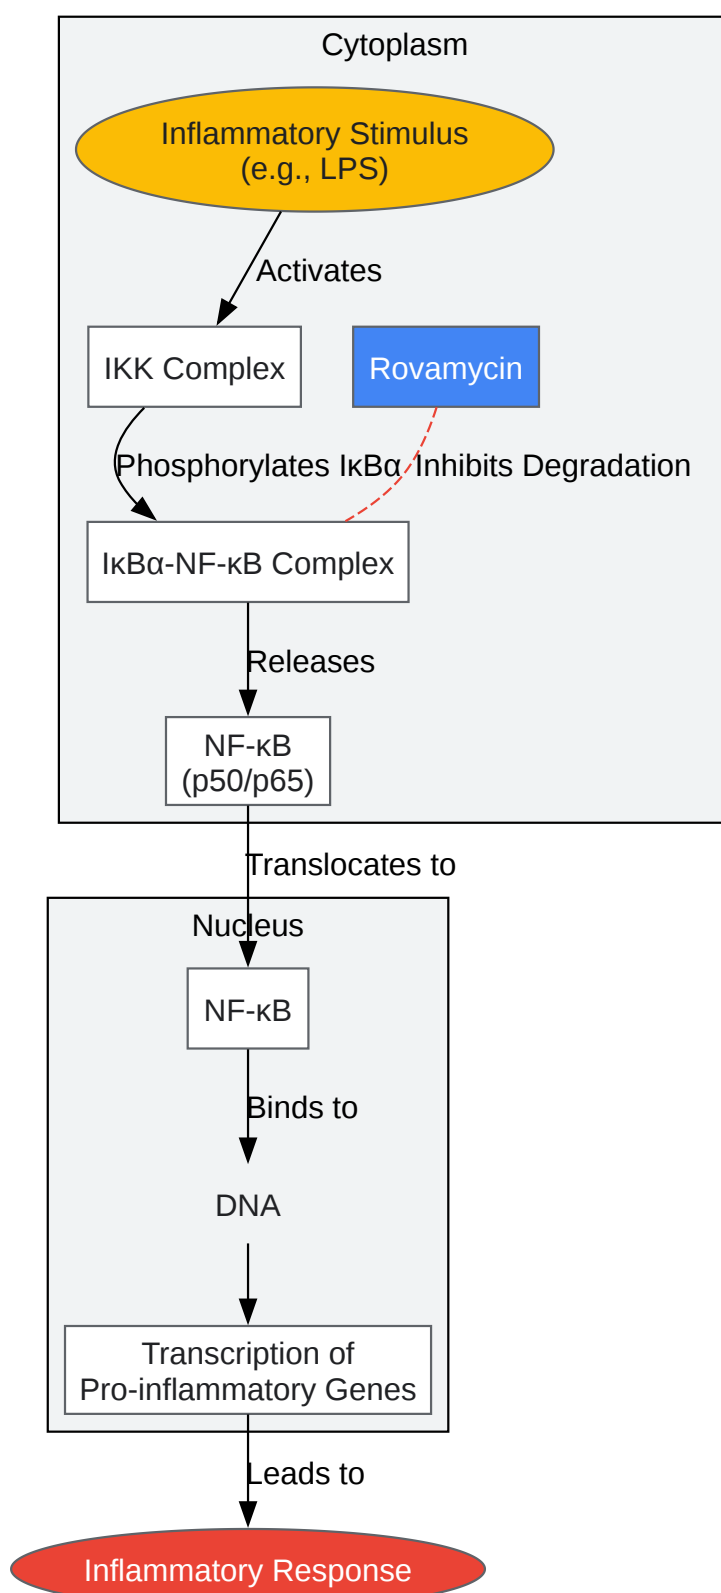 Cytoplasm
Inflammatory Stimulus
(e.g., LPS)
Activates
IKK Complex
Rovamycin
Phosphorylates IκBα
Inhibits Degradation
IκBα-NF-κB Complex
Releases
NF-κB
(p50/p65)
Translocates to
Nucleus
NF-κB
Binds to
DNA
Transcription of
Pro-inflammatory Genes
Leads to
Inflammatory Response